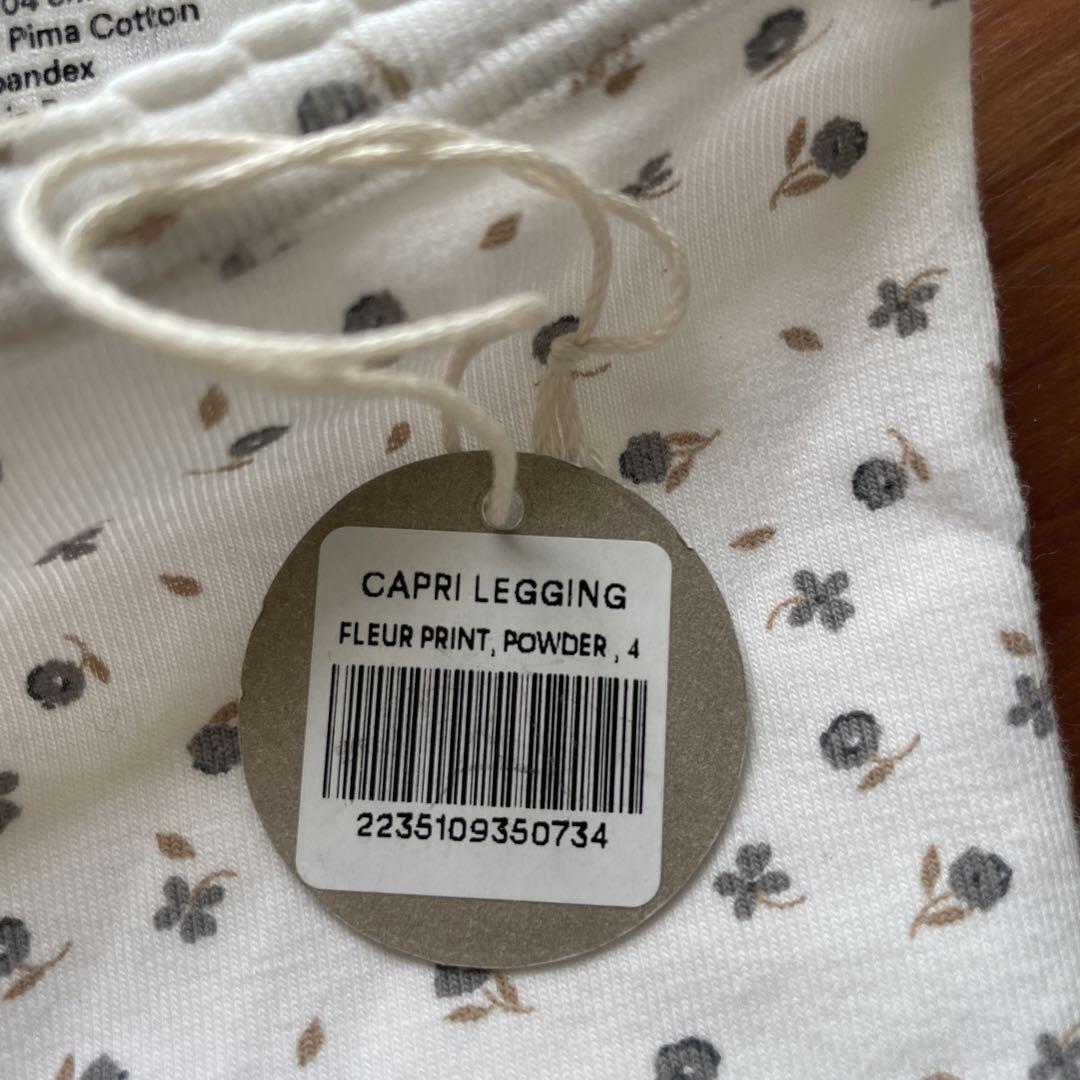 Pima Cotton
CAPRI LEGGING
FLEUR PRINT, POWDER , 4
2235109350734